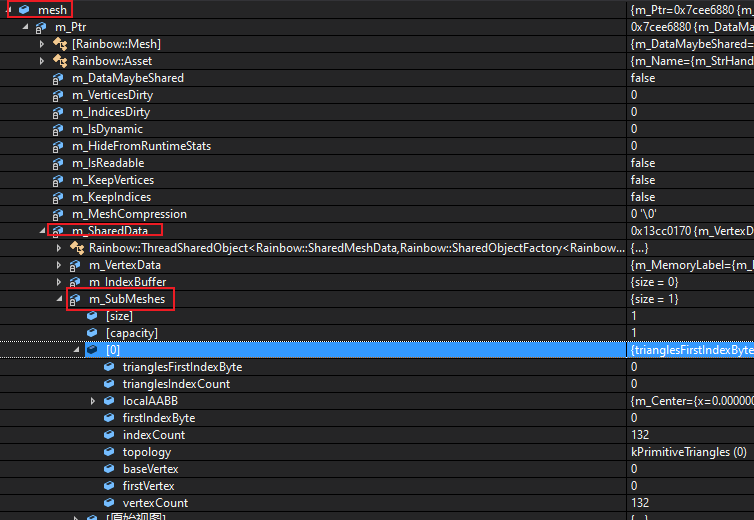 mesh {m_Ptr=0x7cee6880 {m_
m_Ptr 0x7cee6880 {m_DataM
[Rainbow::Mesh] {m_DataMaybeShared=
Rainbow::Asset {m_Name={m_StrHand
m_DataMaybeShared false
m_VerticesDirty 0
m_IndicesDirty 0
m_IsDynamic 0
m_HideFromRuntimeStats 0
m_IsReadable false
m_KeepVertices false
m_KeepIndices false
m_MeshCompression 0 '\0'
m_SharedData 0x13cc0170 {m_VertexD
Rainbow::ThreadSharedObject<Rainbow::SharedMeshData,Rainbow::SharedObjectFactory<Rainbow... {...}
m_VertexData {m_MemoryLabel={m_I
m_IndexBuffer {size = 0}
m_SubMeshes {size = 1}
[size] 1
[capacity] 1
[0] {trianglesFirstIndexByte
trianglesFirstIndexByte 0
trianglesIndexCount 0
localAABB {m_Center={x=0.000000
firstIndexByte 0
indexCount 132
topology kPrimitiveTriangles (0)
baseVertex 0
firstVertex 0
vertexCount 132
[原始视图] {...}